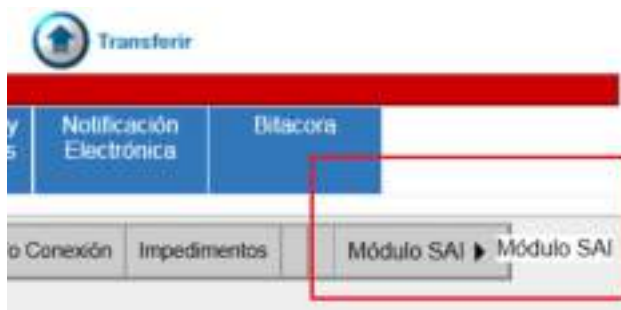 Transferir
y Notificación Bitacora
s Electrónica
o Conexión Impedimentos Módulo SAI Módulo SAI